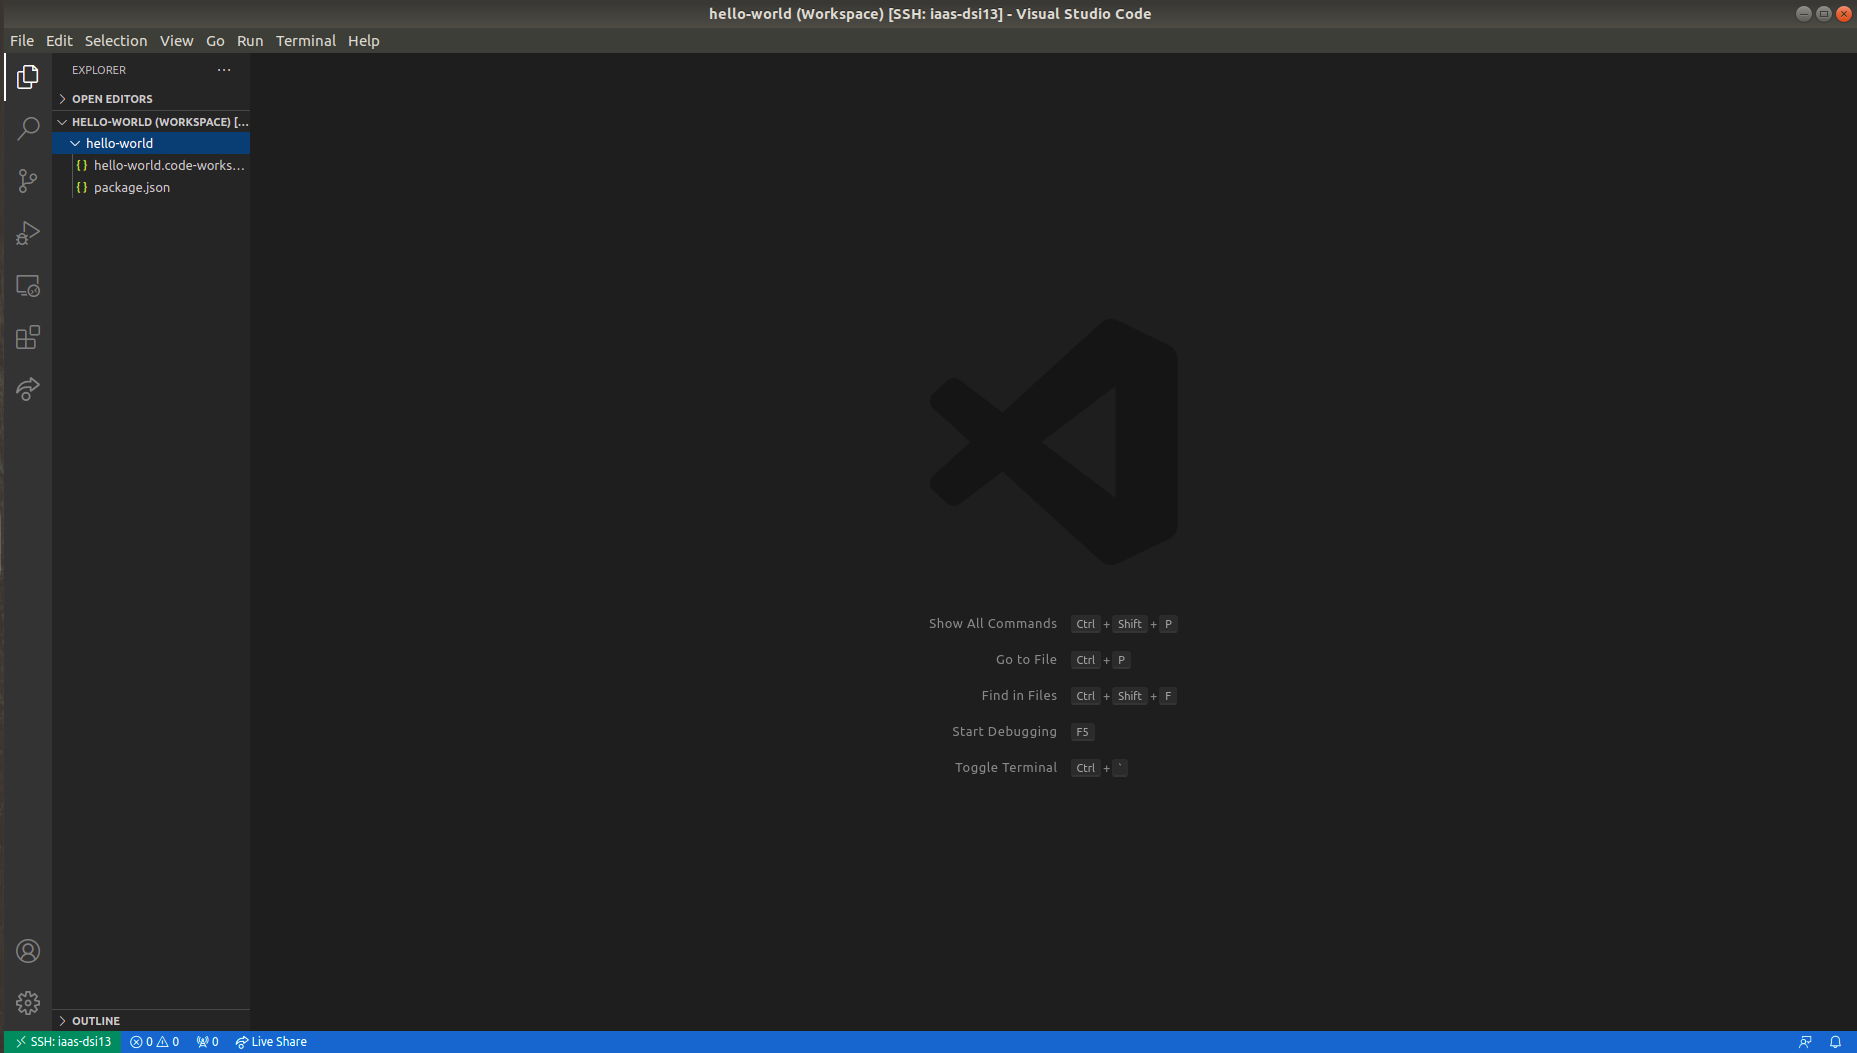 hello-world (Workspace) [SSH: iaas-dsi13] - Visual Studio Code
File Edit Selection View Go Run Terminal Help
EXPLORER
OPEN EDITORS
HELLO-WORLD (WORKSPACE) [...
hello-world
{} hello-world.code-works...
{} package.json
Show All Commands Ctrl + Shift + P
Go to File Ctrl + P
Find in Files Ctrl + Shift + F
Start Debugging F5
Toggle Terminal Ctrl + `
OUTLINE
SSH: iaas-dsi13 0 0 0 Live Share